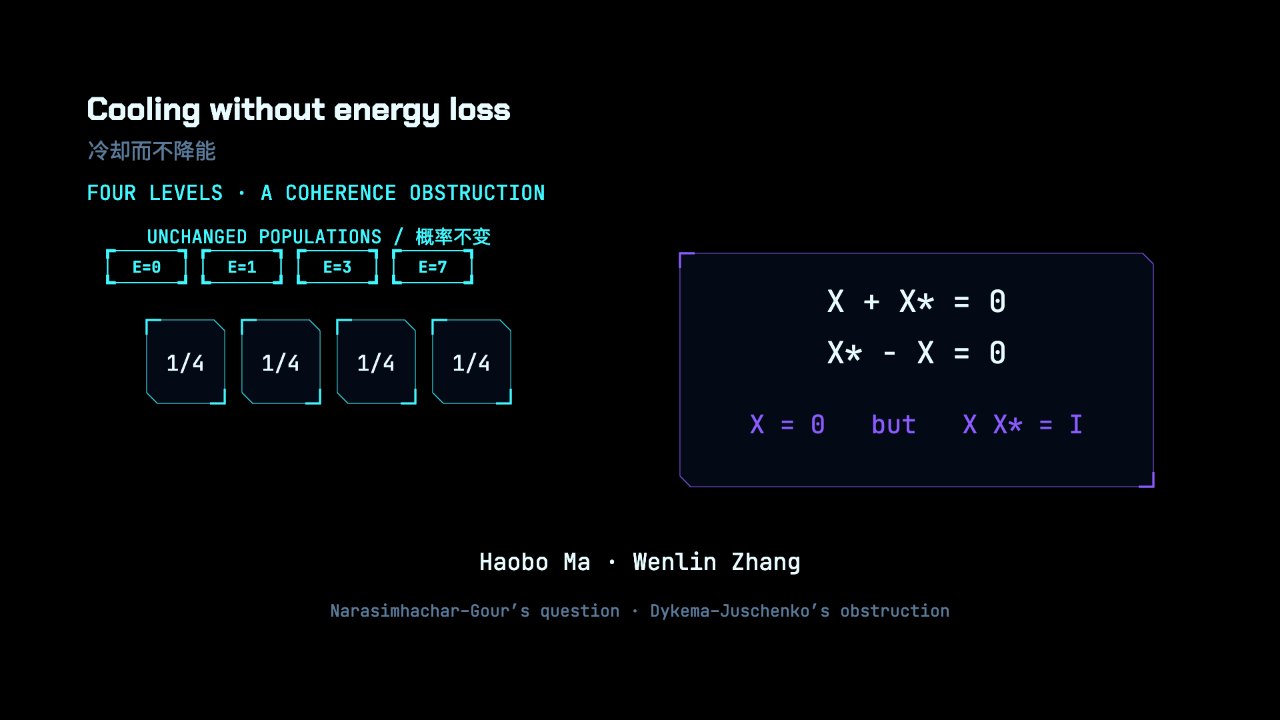 Cooling without energy loss
冷却而不降能
FOUR LEVELS · A COHERENCE OBSTRUCTION
UNCHANGED POPULATIONS / 概率不变
E=0 E=1 E=3 E=7
1/4 1/4 1/4 1/4
X + X* = 0
X* - X = 0
X = 0 but X X* = I
Haobo Ma · Wenlin Zhang
Narasimhachar–Gour’s question · Dykema–Juschenko’s obstruction